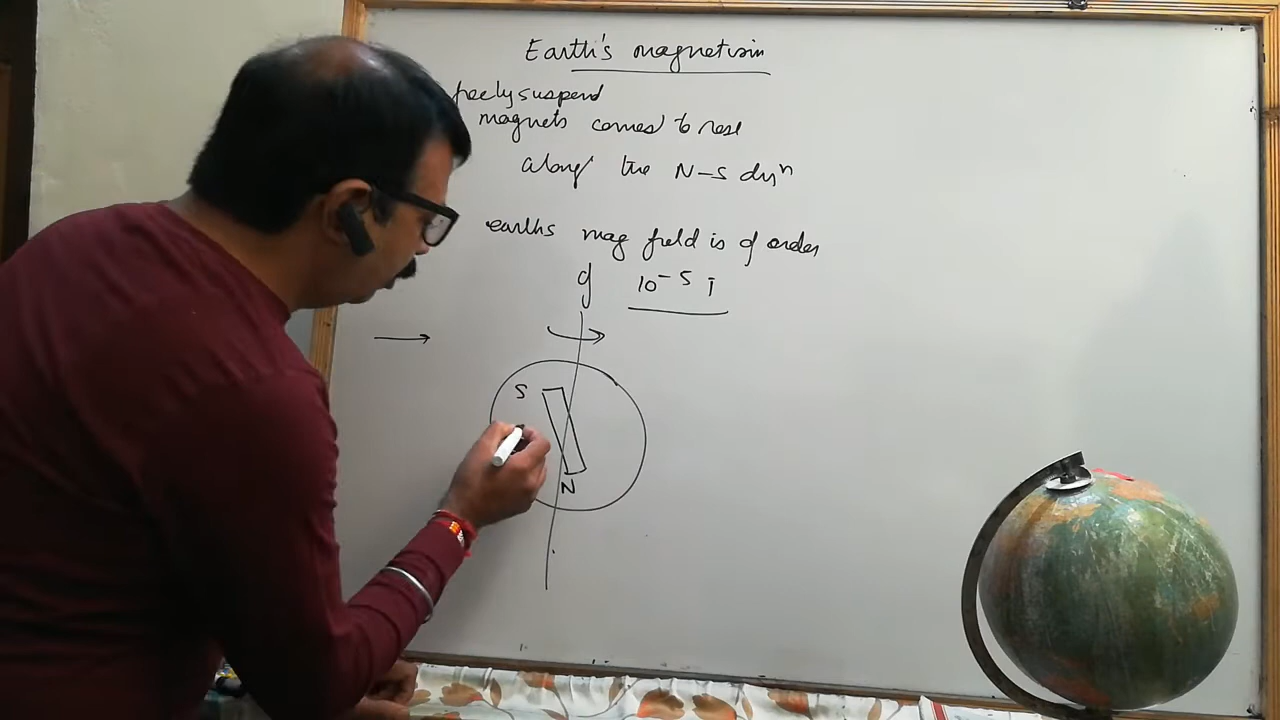 Earth's magnetism
freely suspend
magnets comes to rest
along the N-S dirⁿ
earths mag field is of order
of 10⁻⁵ T
S
N